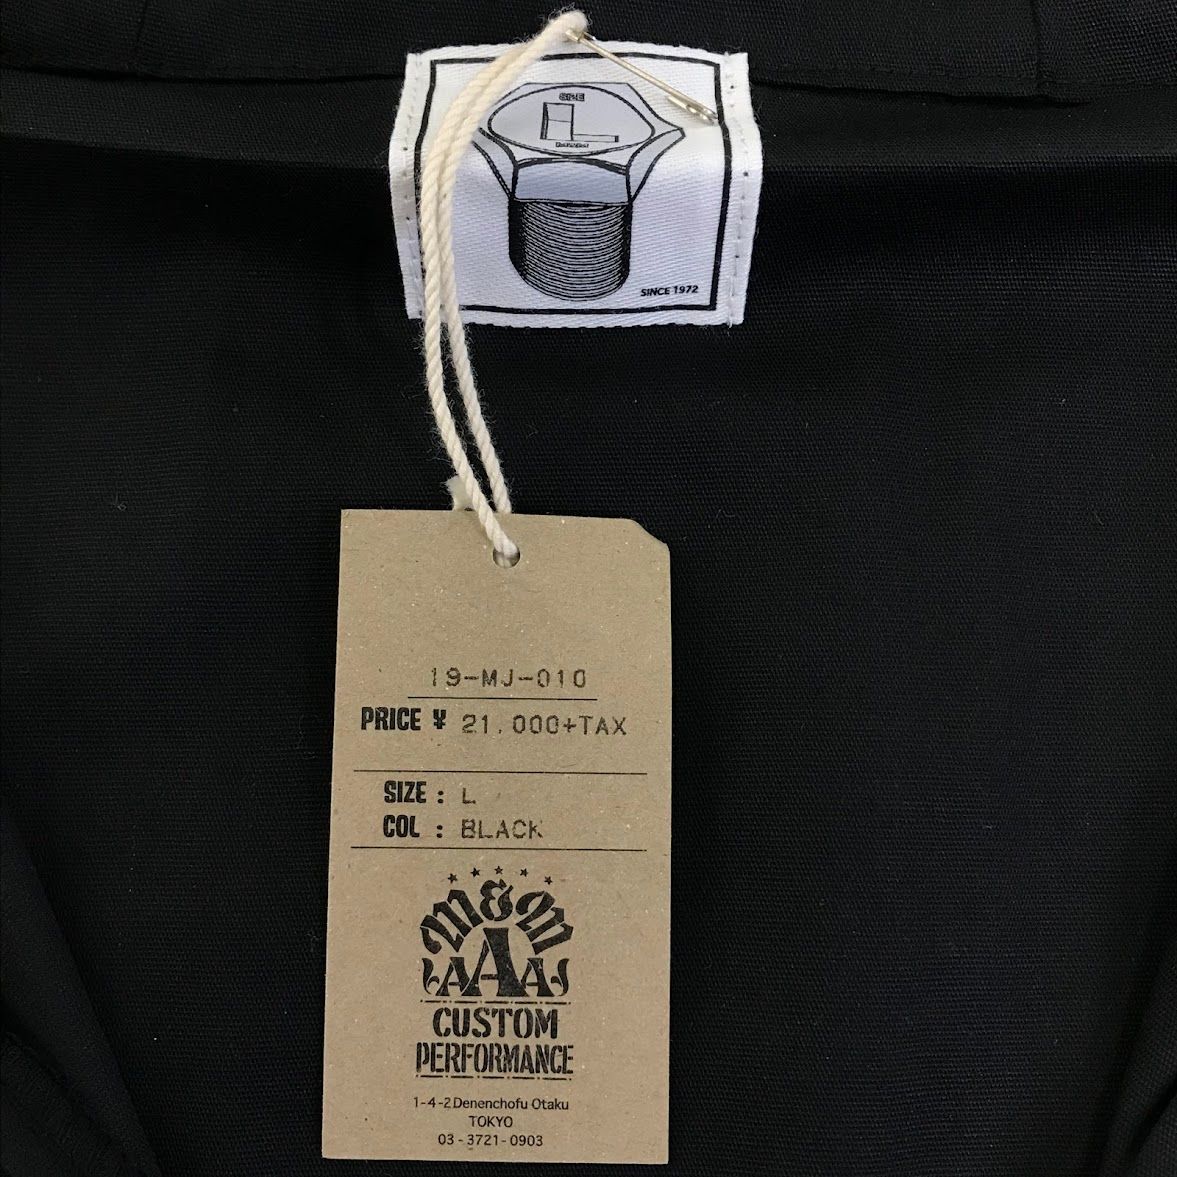 SIZE
L
SINCE 1972
19-MJ-010
PRICE ¥ 21,000+TAX
SIZE : L
COL : BLACK
M&M
AAA
CUSTOM
PERFORMANCE
1-4-2 Denenchofu Otaku
TOKYO
03-3721-0903